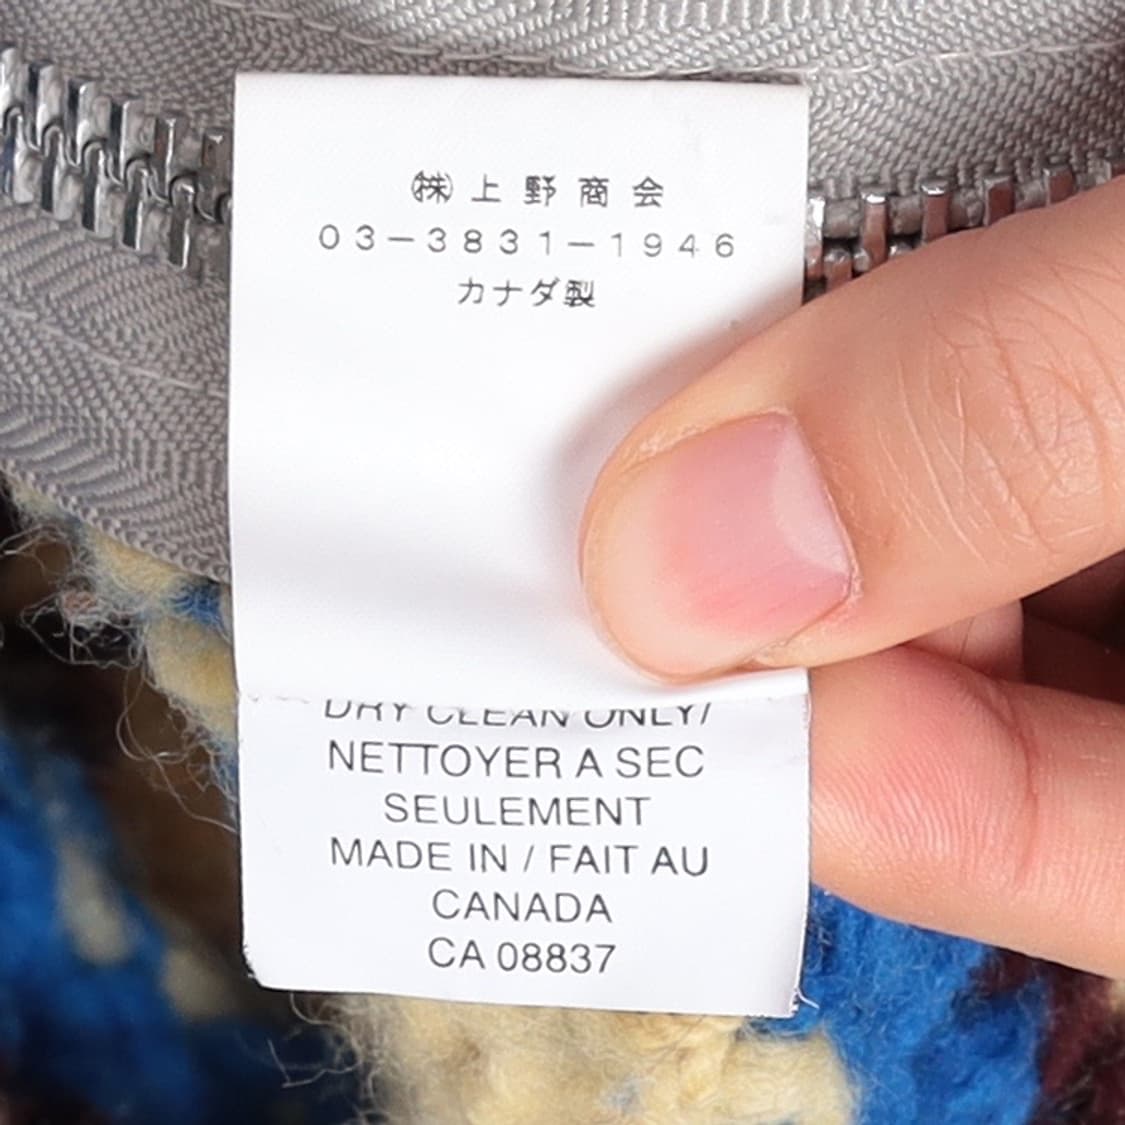 ㈱上野商会
03-3831-1946
カナダ製
DRY CLEAN ONLY/
NETTOYER A SEC
SEULEMENT
MADE IN / FAIT AU
CANADA
CA 08837